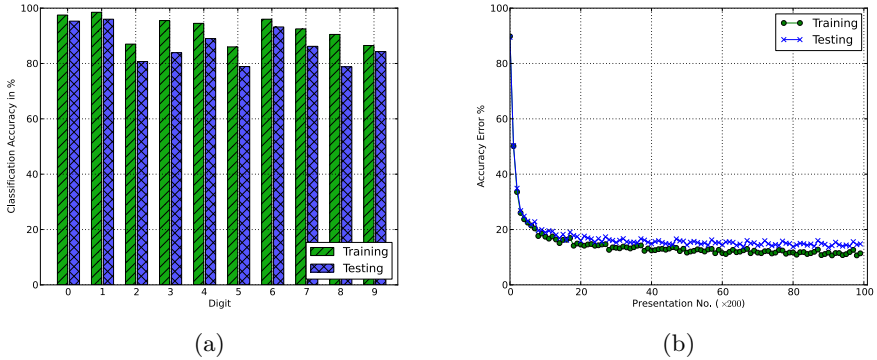 100
80
60
40
20
0
Classification Accuracy in %
Training
Testing
0 1 2 3 4 5 6 7 8 9
Digit
(a)
100
80
60
40
20
0
Accuracy Error %
Training
Testing
0 20 40 60 80 100
Presentation No. ( ×200)
(b)